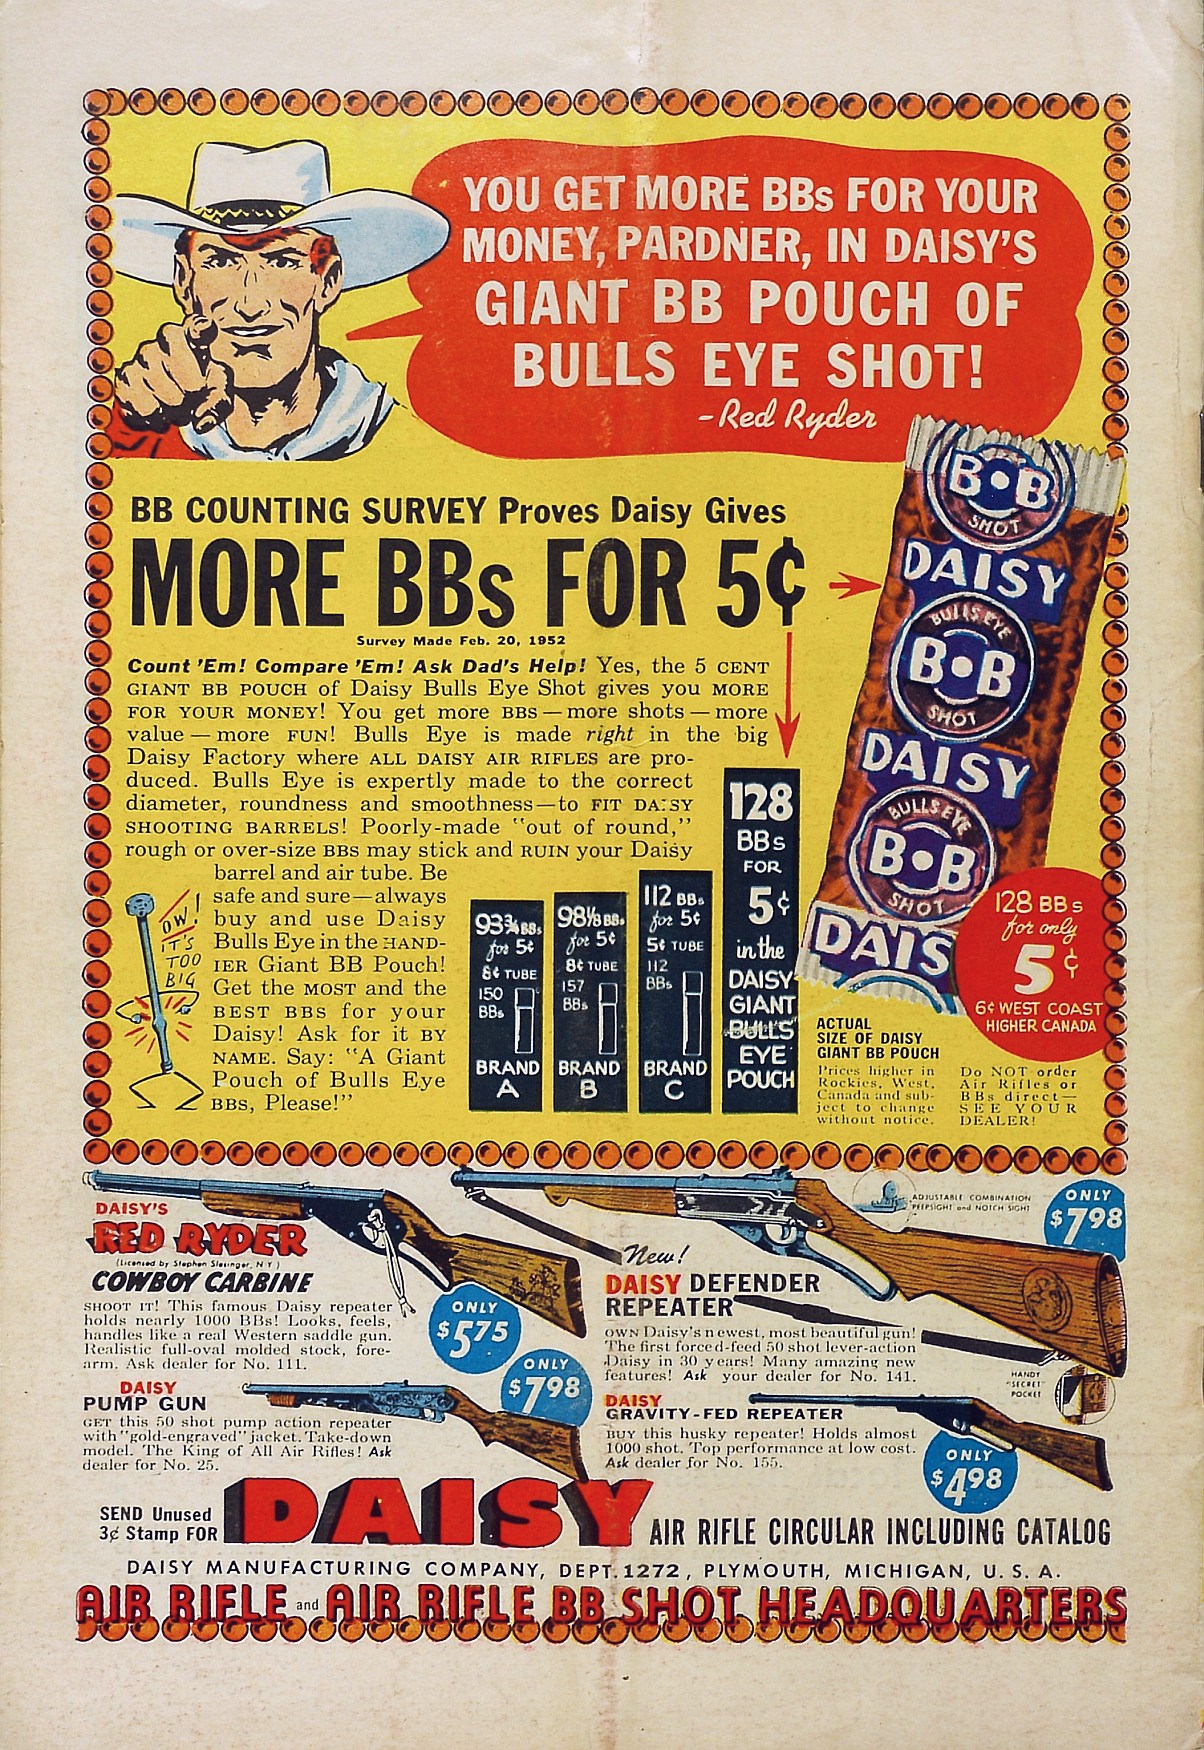 YOU GET MORE BBs FOR YOUR
MONEY, PARDNER, IN DAISY'S
GIANT BB POUCH OF
BULLS EYE SHOT!
-Red Ryder
BB COUNTING SURVEY Proves Daisy Gives
MORE BBs FOR 5¢
Survey Made Feb. 20, 1952
Count 'Em! Compare 'Em! Ask Dad's Help! Yes, the 5 CENT
GIANT BB POUCH of Daisy Bulls Eye Shot gives you MORE
FOR YOUR MONEY! You get more BBS — more shots — more
value — more FUN! Bulls Eye is made right in the big
Daisy Factory where ALL DAISY AIR RIFLES are pro-
duced. Bulls Eye is expertly made to the correct
diameter, roundness and smoothness — to FIT DAISY
SHOOTING BARRELS! Poorly-made "out of round,"
rough or over-size BBS may stick and RUIN your Daisy
barrel and air tube. Be
safe and sure — always
buy and use Daisy
Bulls Eye in the HAND-
IER Giant BB Pouch!
Get the MOST and the
BEST BBS for your
Daisy! Ask for it BY
NAME. Say: "A Giant
Pouch of Bulls Eye
BBS, Please!"
OW!
IT'S
TOO
BIG
93¾ BBs
for 5¢
8¢ TUBE
150
BBs
BRAND
A
98⅛ BBs
for 5¢
8¢ TUBE
157
BBs
BRAND
B
112 BBs
for 5¢
5¢ TUBE
112
BBs
BRAND
C
128
BBs
FOR
5¢
in the
DAISY
GIANT
BULLS
EYE
POUCH
B•B
SHOT
DAISY
BULLS EYE
B•B
SHOT
DAISY
BULLS EYE
B•B
SHOT
DAIS
128 BBs
for only
5¢
6¢ WEST COAST
HIGHER CANADA
ACTUAL
SIZE OF DAISY
GIANT BB POUCH
Prices higher in
Rockies, West,
Canada and sub-
ject to change
without notice.
Do NOT order
Air Rifles or
BBs direct—
SEE YOUR
DEALER!
DAISY'S
RED RYDER
(Licensed by Stephen Slesinger, N Y)
COWBOY CARBINE
SHOOT IT! This famous Daisy repeater
holds nearly 1000 BBs! Looks, feels,
handles like a real Western saddle gun.
Realistic full-oval molded stock, fore-
arm. Ask dealer for No. 111.
ONLY
$5.75
ADJUSTABLE COMBINATION
PEEPSIGHT and NOTCH SIGHT
ONLY
$7.98
New!
DAISY DEFENDER
REPEATER
OWN Daisy's newest, most beautiful gun!
The first forced-feed 50 shot lever-action
Daisy in 30 years! Many amazing new
features! Ask your dealer for No. 141.
HANDY
"SECRET"
POCKET
DAISY
PUMP GUN
GET this 50 shot pump action repeater
with "gold-engraved" jacket. Take-down
model. The King of All Air Rifles! Ask
dealer for No. 25.
ONLY
$7.98
DAISY
GRAVITY-FED REPEATER
BUY this husky repeater! Holds almost
1000 shot. Top performance at low cost.
Ask dealer for No. 155.
ONLY
$4.98
SEND Unused
3¢ Stamp FOR
DAISY
AIR RIFLE CIRCULAR INCLUDING CATALOG
DAISY MANUFACTURING COMPANY, DEPT. 1272, PLYMOUTH, MICHIGAN, U. S. A.
AIR RIFLE and AIR RIFLE BB SHOT HEADQUARTERS